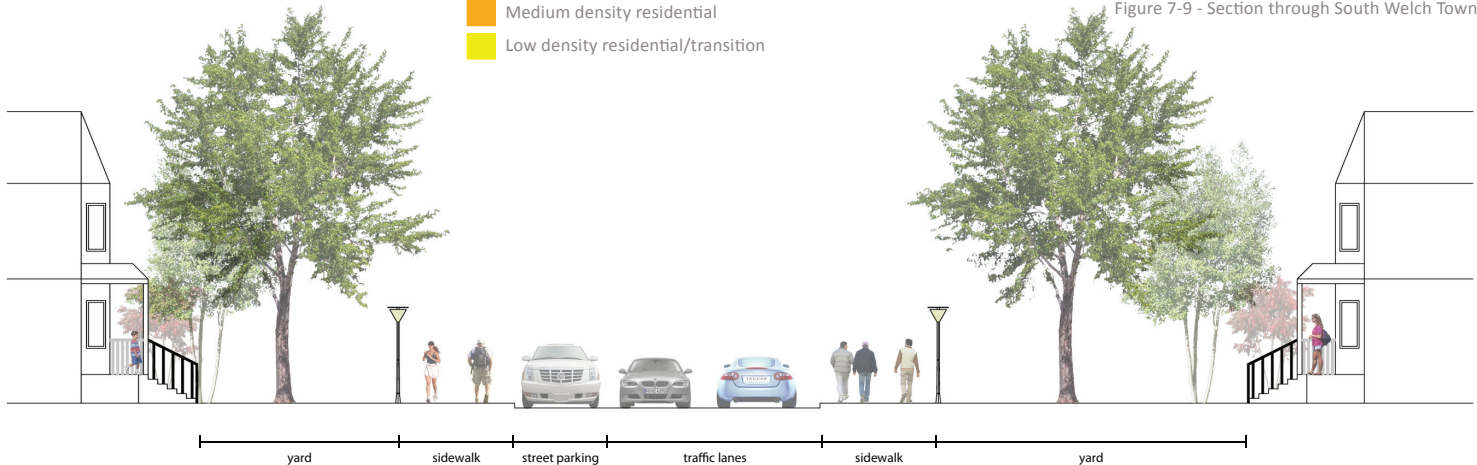 Medium density residential
Figure 7-9 - Section through South Welch Town
Low density residential/transition
JAGUAR
yard
sidewalk
street parking
traffic lanes
sidewalk
yard